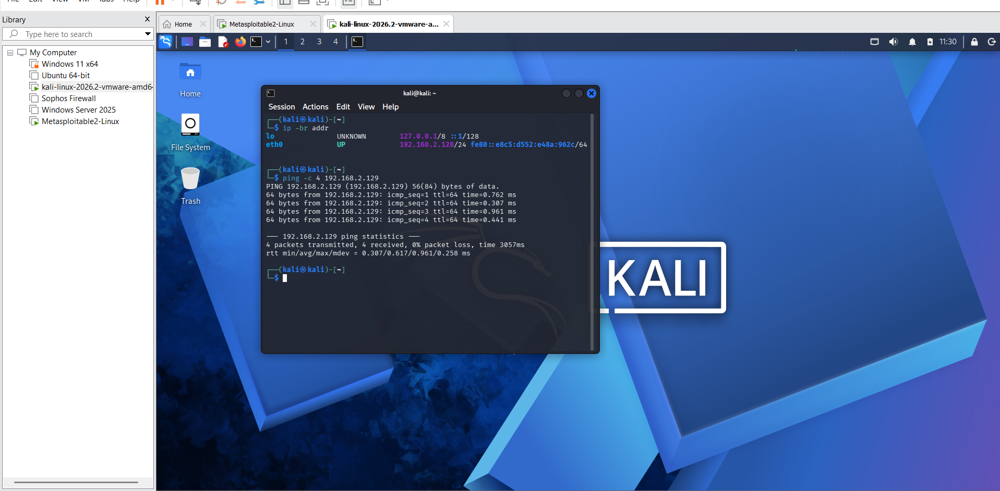 File Edit View VM Tabs Help
Library
Type here to search
My Computer
Windows 11 x64
Ubuntu 64-bit
kali-linux-2026.2-vmware-amd6
Sophos Firewall
Windows Server 2025
Metasploitable2-Linux
Home
Metasploitable2-Linux
kali-linux-2026.2-vmware-a...
1 2 3 4
11:30
Home
File System
Trash
kali@kali: ~
Session Actions Edit View Help
┌──(kali㉿kali)-[~]
└─$ ip -br addr
lo UNKNOWN 127.0.0.1/8 ::1/128
eth0 UP 192.168.2.128/24 fe80::e8c5:d552:e48a:962c/64
┌──(kali㉿kali)-[~]
└─$ ping -c 4 192.168.2.129
PING 192.168.2.129 (192.168.2.129) 56(84) bytes of data.
64 bytes from 192.168.2.129: icmp_seq=1 ttl=64 time=0.762 ms
64 bytes from 192.168.2.129: icmp_seq=2 ttl=64 time=0.307 ms
64 bytes from 192.168.2.129: icmp_seq=3 ttl=64 time=0.961 ms
64 bytes from 192.168.2.129: icmp_seq=4 ttl=64 time=0.441 ms
─── 192.168.2.129 ping statistics ───
4 packets transmitted, 4 received, 0% packet loss, time 3057ms
rtt min/avg/max/mdev = 0.307/0.617/0.961/0.258 ms
┌──(kali㉿kali)-[~]
└─$
KALI